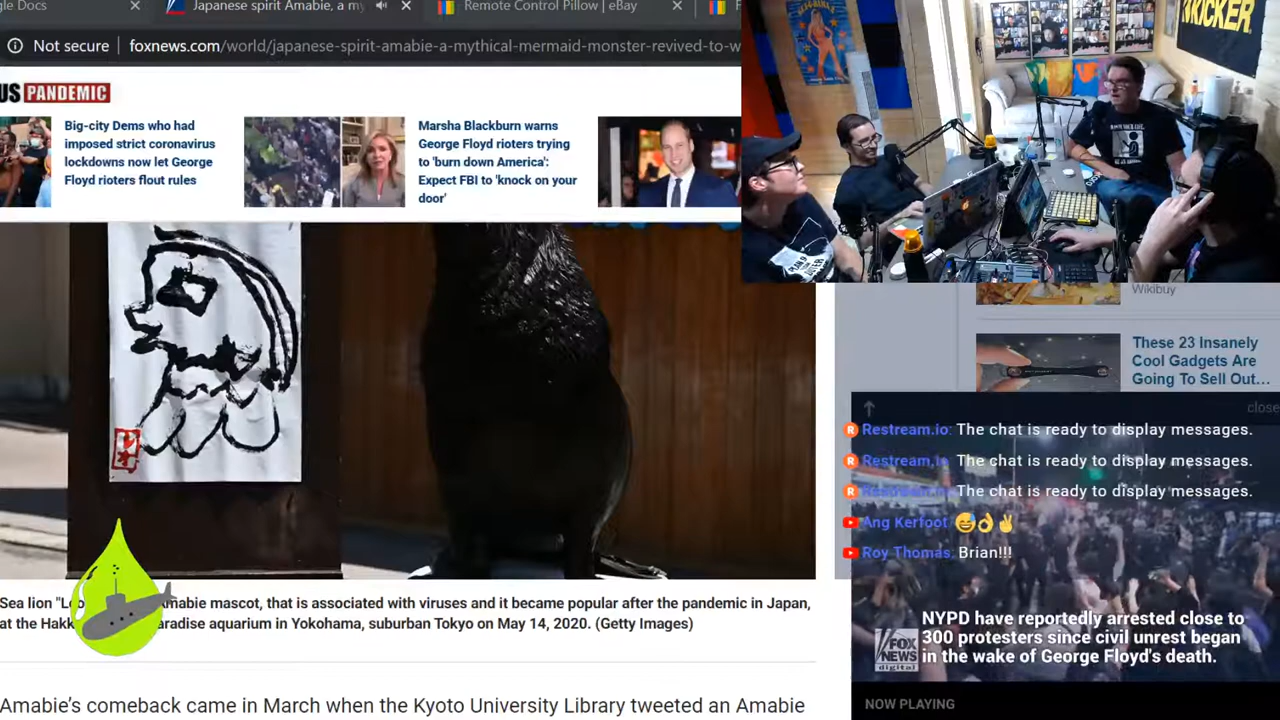 gle Docs
Japanese spirit Amabie, a my
Remote Control Pillow | eBay
F
Not secure
foxnews.com/world/japanese-spirit-amabie-a-mythical-mermaid-monster-revived-to-w
US PANDEMIC
Big-city Dems who had
imposed strict coronavirus
lockdowns now let George
Floyd rioters flout rules
Marsha Blackburn warns
George Floyd rioters trying
to 'burn down America':
Expect FBI to 'knock on your
door'
KICKER
Wikibuy
These 23 Insanely
Cool Gadgets Are
Going To Sell Out...
close
Restream.io: The chat is ready to display messages.
Restream.io: The chat is ready to display messages.
Restream.io: The chat is ready to display messages.
Ang Kerfoot: 😅👌✌
Roy Thomas: Brian!!!
NYPD have reportedly arrested close to
300 protesters since civil unrest began
in the wake of George Floyd's death.
FOX
NEWS
digital
NOW PLAYING
Sea lion "L mabie mascot, that is associated with viruses and it became popular after the pandemic in Japan,
at the Hakk aradise aquarium in Yokohama, suburban Tokyo on May 14, 2020. (Getty Images)
Amabie's comeback came in March when the Kyoto University Library tweeted an Amabie